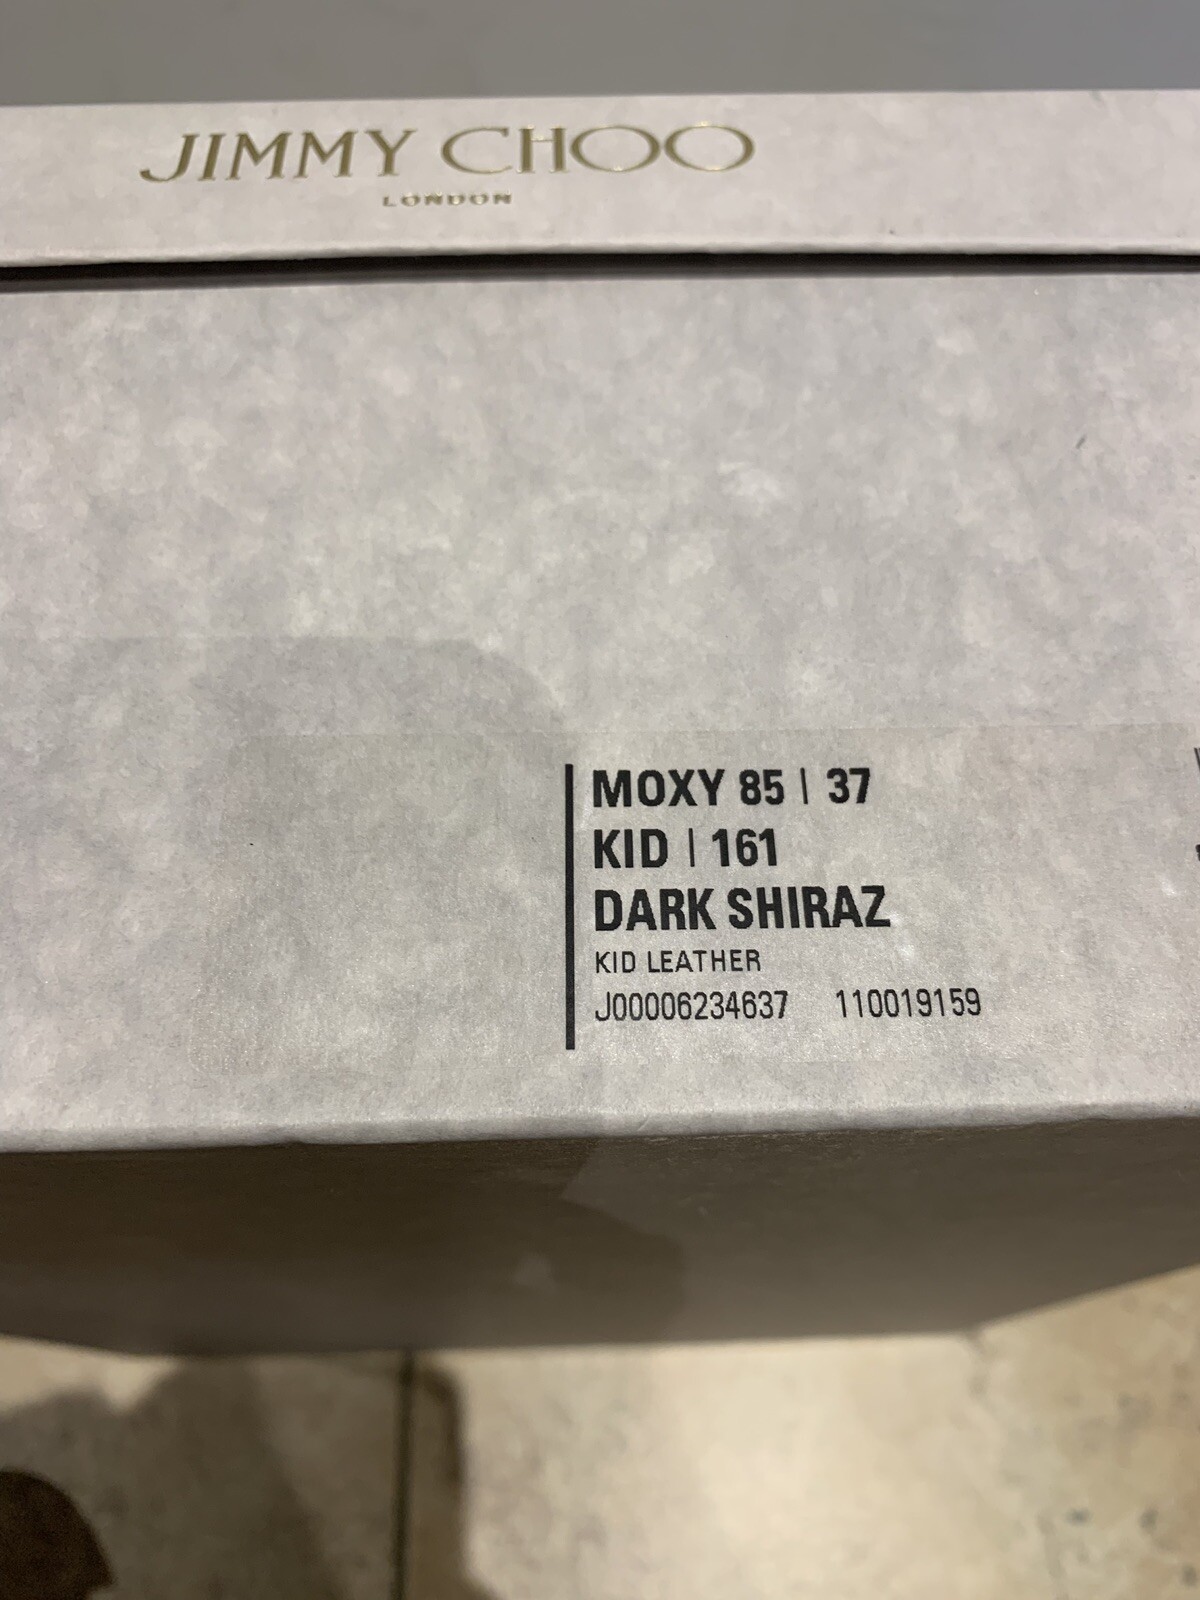 JIMMY CHOO
LONDON
MOXY 85 | 37
KID | 161
DARK SHIRAZ
KID LEATHER
J00006234637 110019159